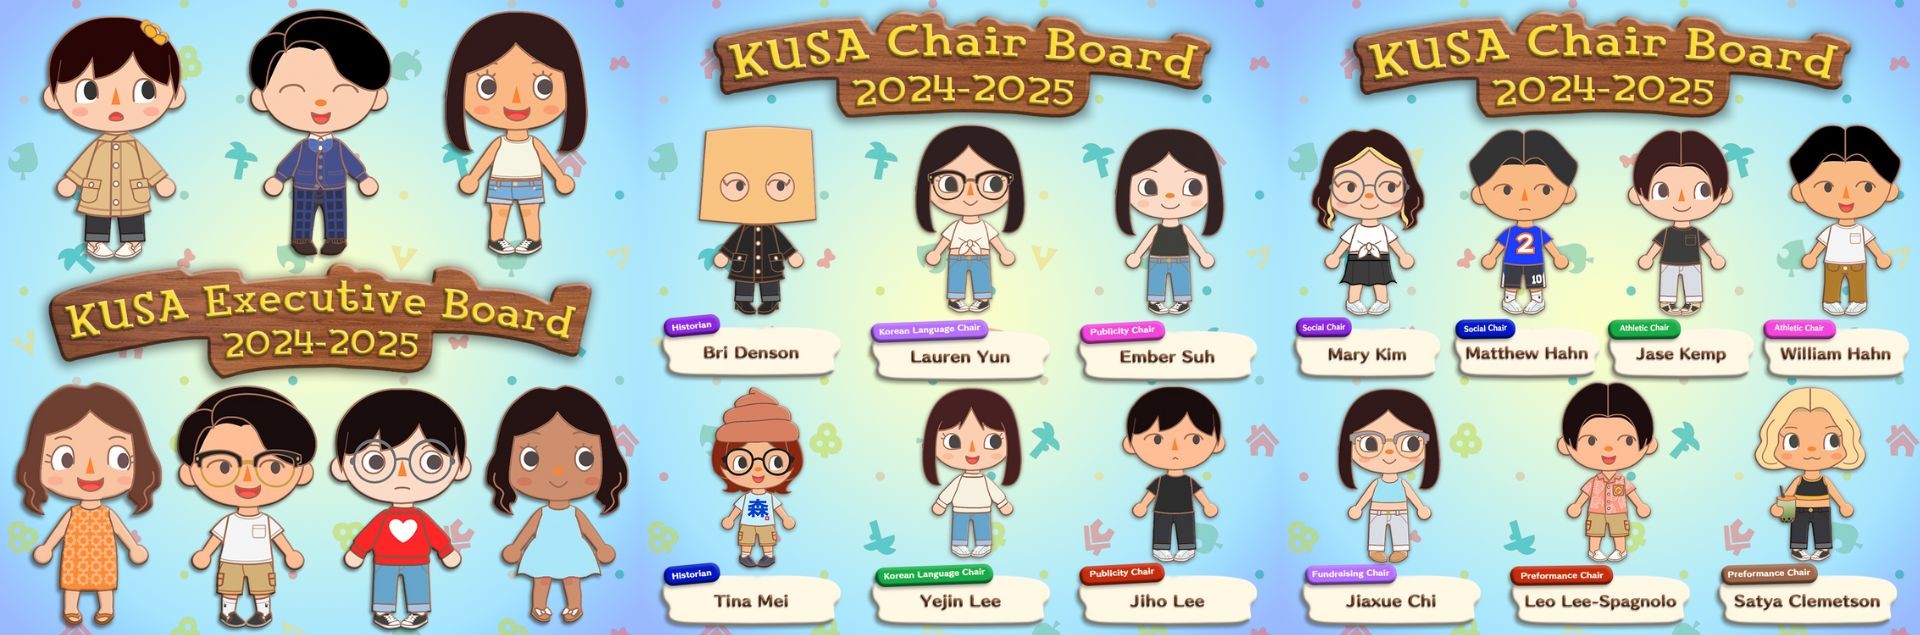 KUSA Executive Board
2024-2025
KUSA Chair Board
2024-2025
Historian
Bri Denson
Korean Language Chair
Lauren Yun
Publicity Chair
Ember Suh
森
Historian
Tina Mei
Korean Language Chair
Yejin Lee
Publicity Chair
Jiho Lee
KUSA Chair Board
2024-2025
2
10
Social Chair
Mary Kim
Social Chair
Matthew Hahn
Athletic Chair
Jase Kemp
Athletic Chair
William Hahn
Fundraising Chair
Jiaxue Chi
Preformance Chair
Leo Lee-Spagnolo
Preformance Chair
Satya Clemetson